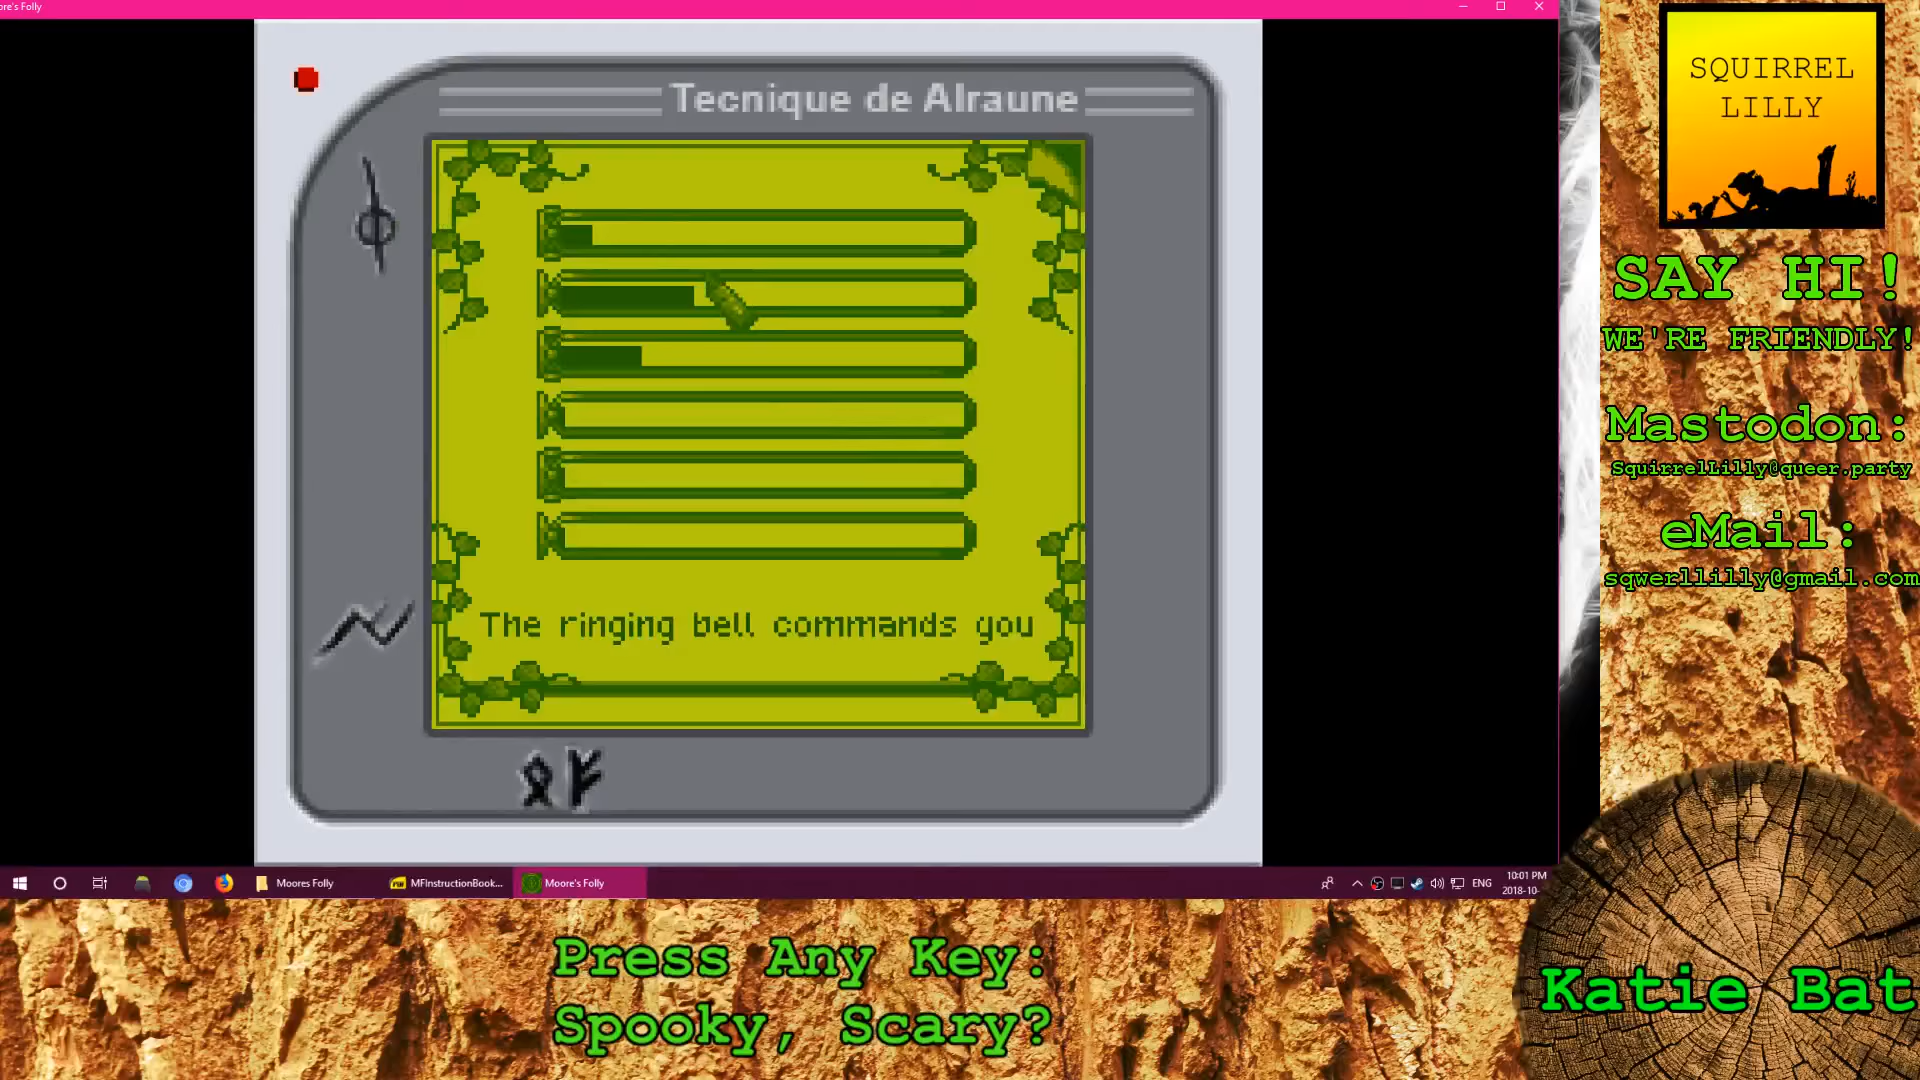 ore's Folly
Tecnique de Alraune
The ringing bell commands you
SQUIRREL
LILLY
SAY HI!
WE'RE FRIENDLY!
Mastodon:
SquirrelLilly@queer.party
eMail:
sqwerllilly@gmail.com
Moores Folly
MFInstructionBook...
Moore's Folly
ENG
10:01 PM
2018-10-
Press Any Key:
Spooky, Scary?
Katie Bat